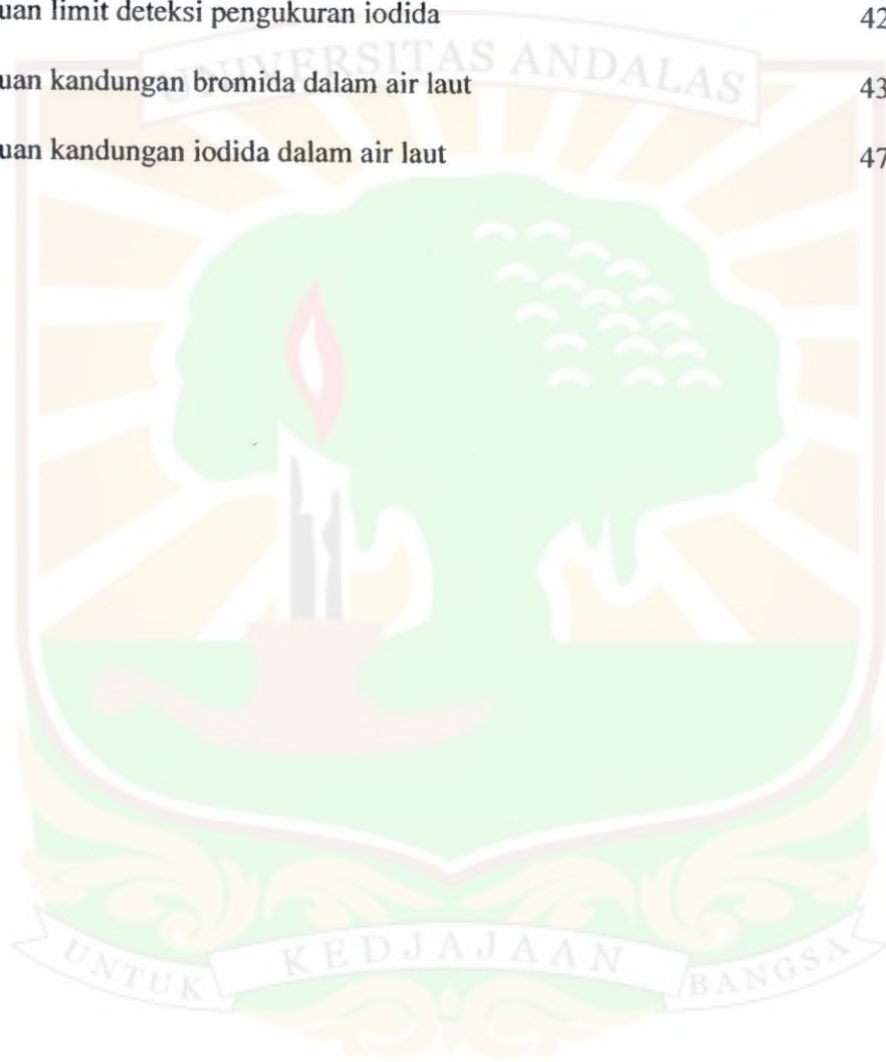 uan limit deteksi pengukuran iodida 42
UNIVERSITAS ANDALAS
uan kandungan bromida dalam air laut 43
uan kandungan iodida dalam air laut 47
UNTUK KEDJAJAAN BANGSA